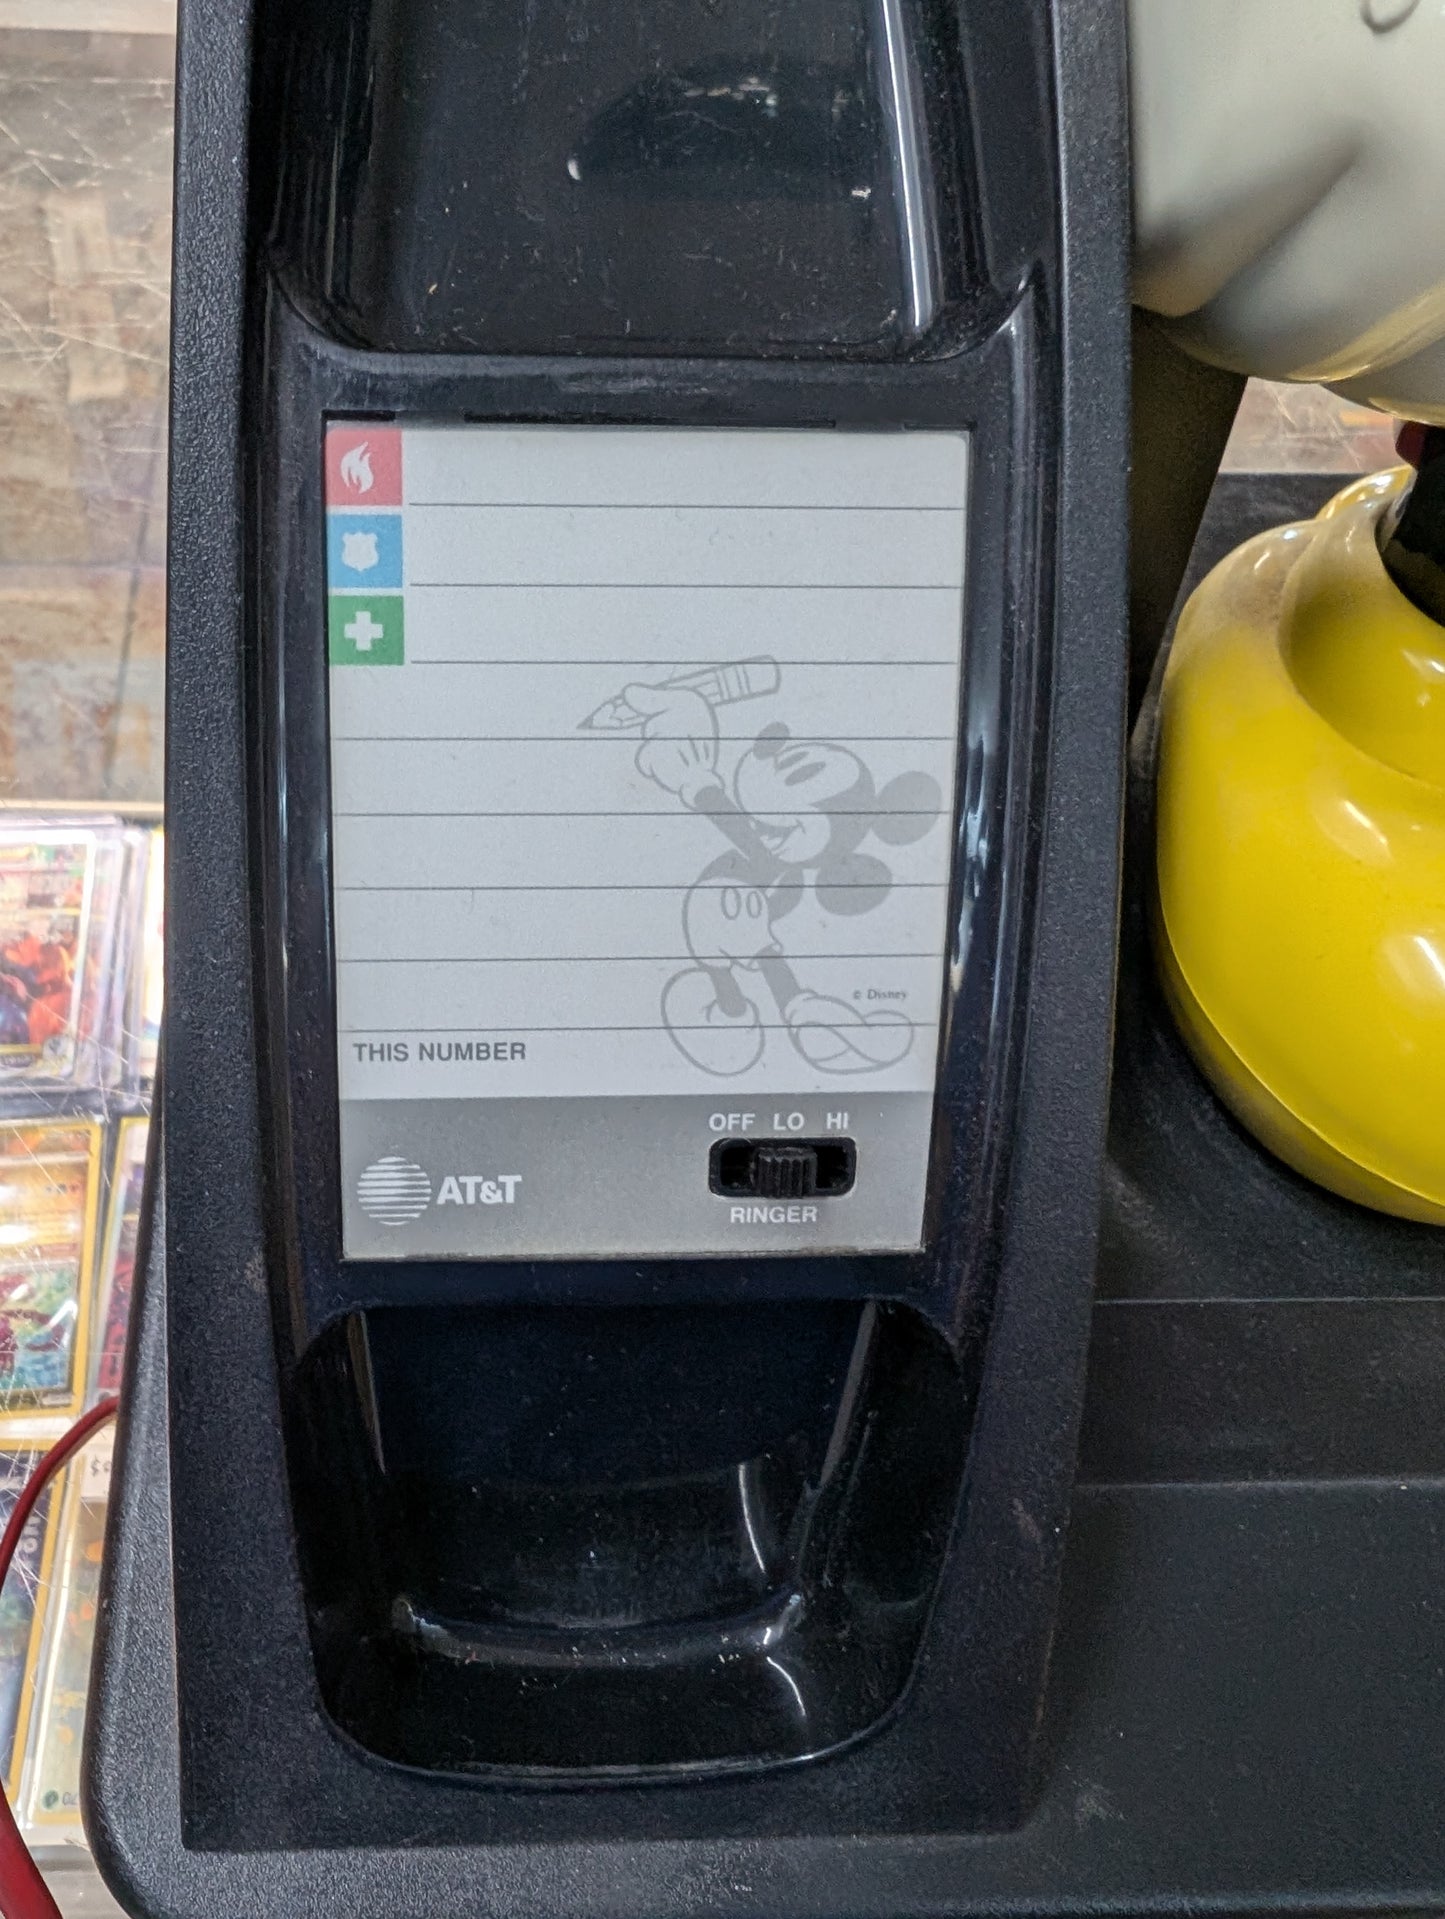 © Disney
THIS NUMBER
OFF LO HI
AT&T
RINGER